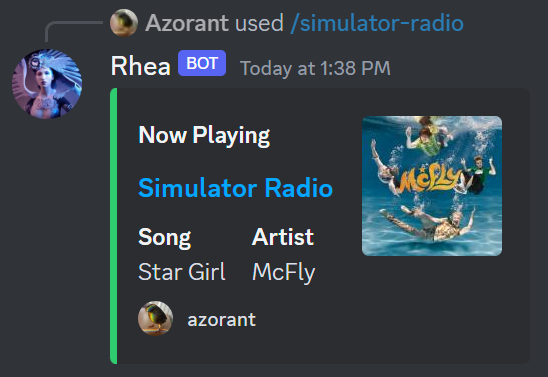 Azorant used /simulator-radio
Rhea BOT Today at 1:38 PM
Now Playing
McFLY
Simulator Radio
Song Artist
Star Girl McFly
azorant